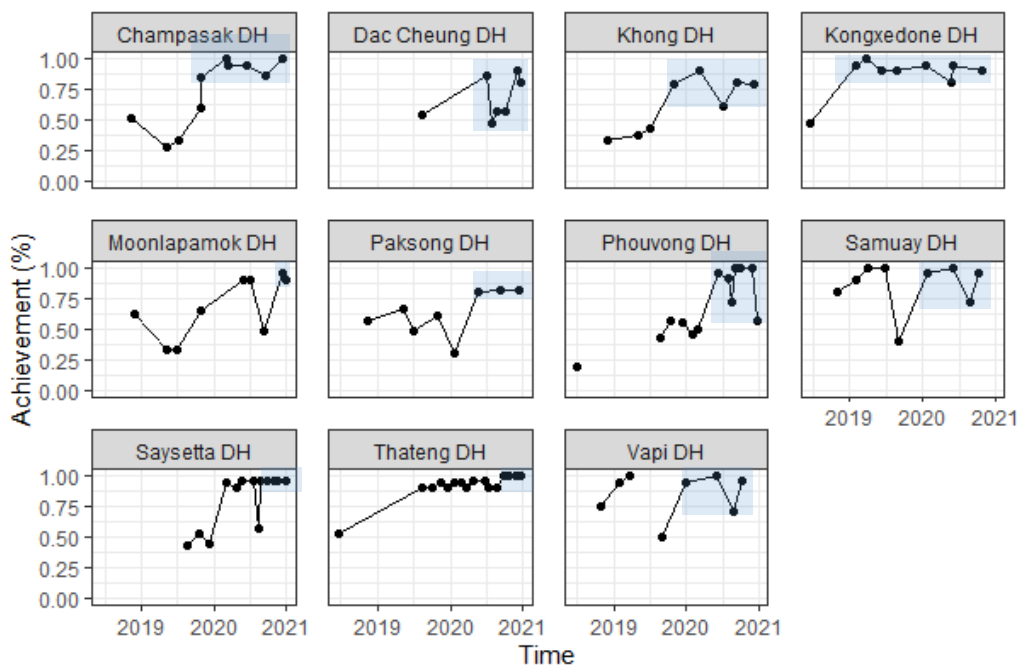 Champasak DH
Dac Cheung DH
Khong DH
Kongxedone DH
1.00
0.75
0.50
0.25
0.00
Moonlapamok DH
Paksong DH
Phouvong DH
Samuay DH
1.00
0.75
0.50
0.25
0.00
2019 2020 2021
Saysetta DH
Thateng DH
Vapi DH
1.00
0.75
0.50
0.25
0.00
2019 2020 2021
2019 2020 2021
2019 2020 2021
Achievement (%)
Time